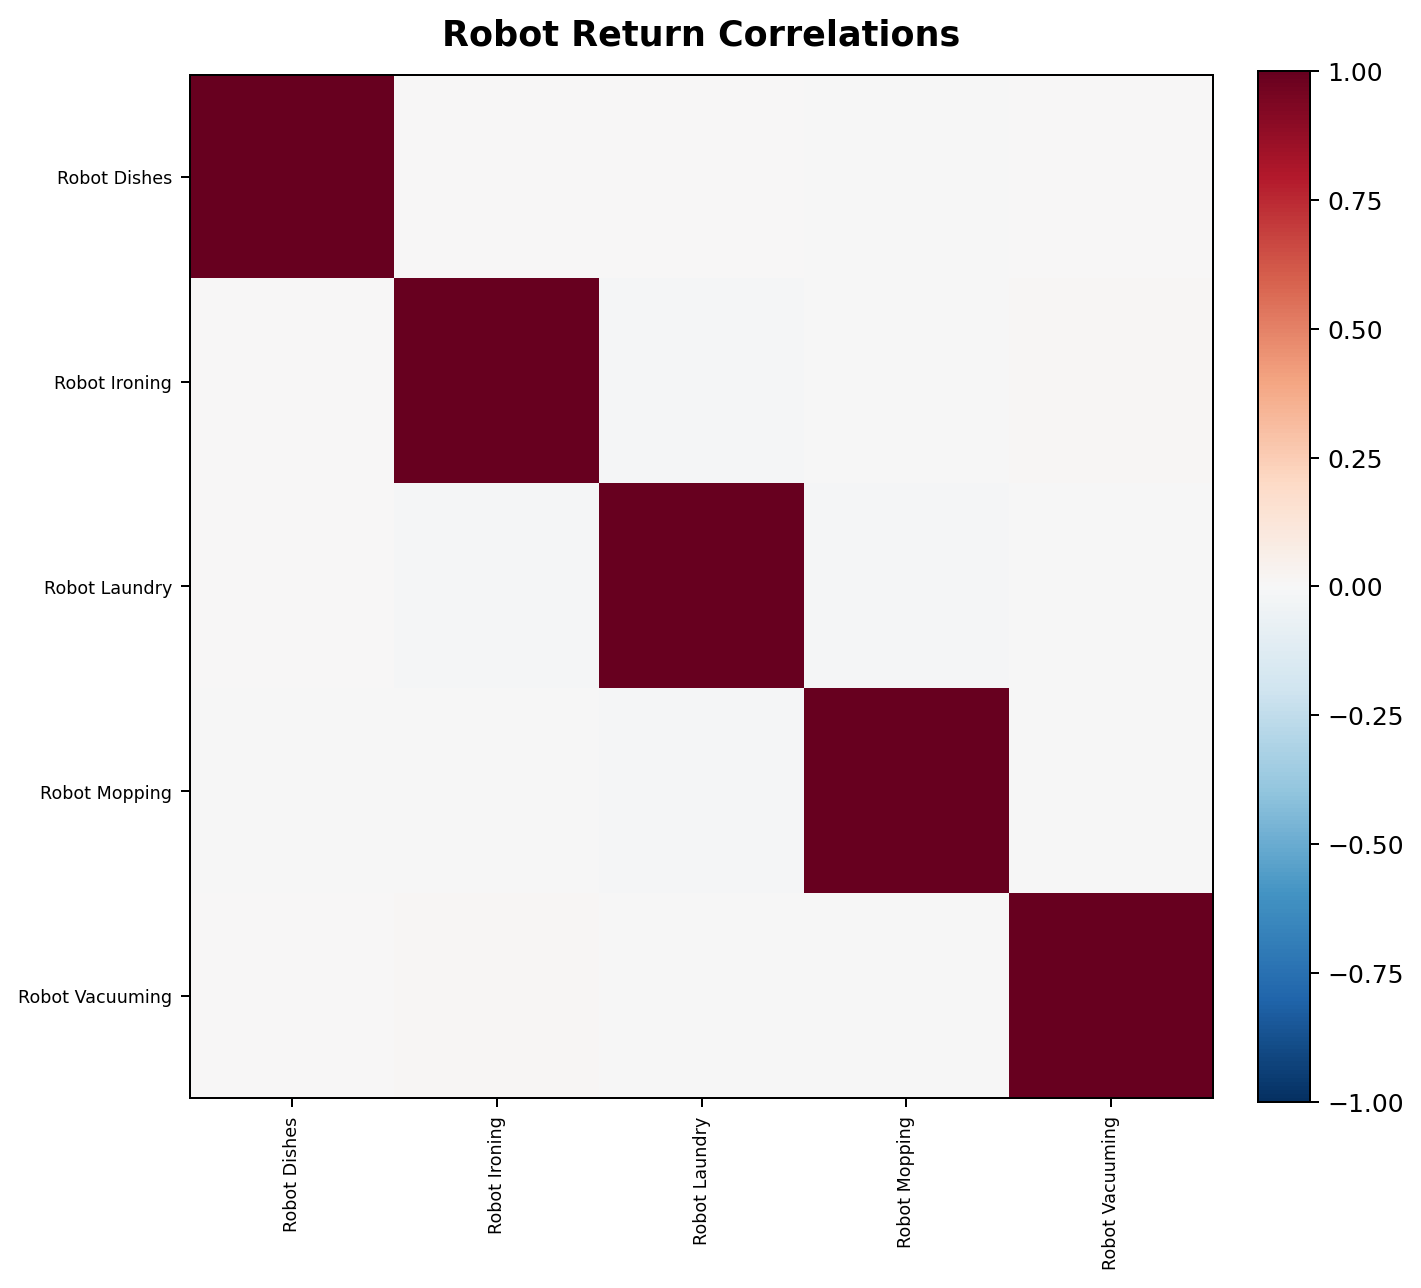 Robot Return Correlations
Robot Dishes
Robot Ironing
Robot Laundry
Robot Mopping
Robot Vacuuming
Robot Dishes
Robot Ironing
Robot Laundry
Robot Mopping
Robot Vacuuming
1.00
0.75
0.50
0.25
0.00
−0.25
−0.50
−0.75
−1.00